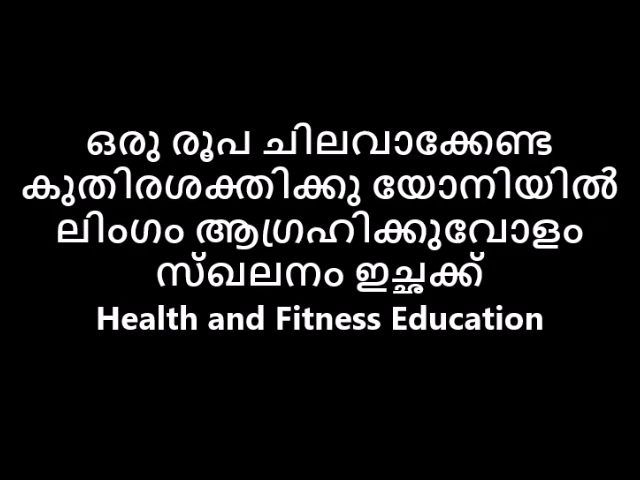 ഒരു രൂപ ചിലവാക്കേണ്ട
കുതിരശക്തിക്കു യോനിയിൽ
ലിംഗം ആഗ്രഹിക്കുവോളം
സ്ഖലനം ഇച്ഛക്ക്
Health and Fitness Education